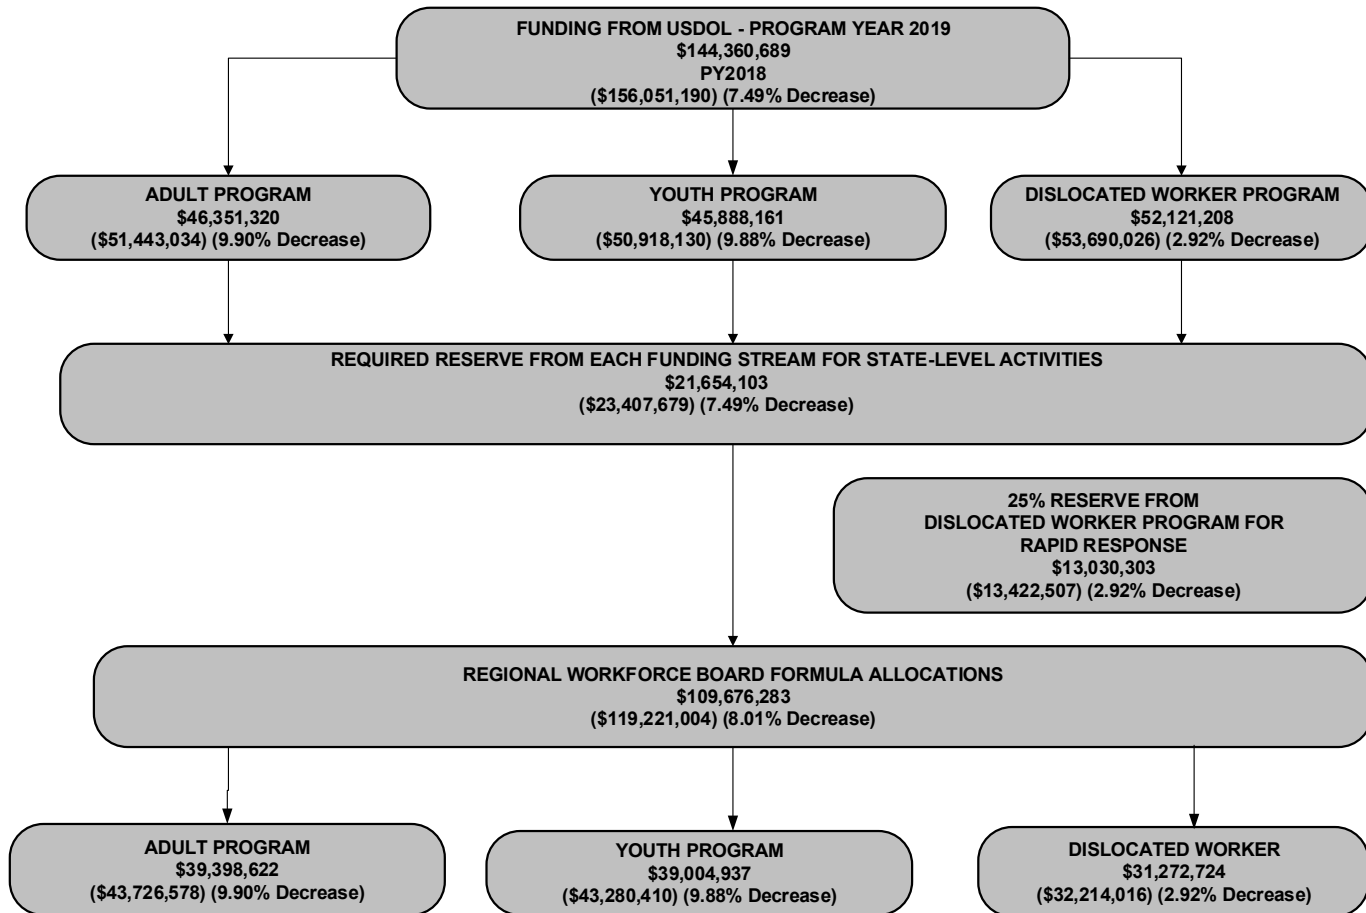 FUNDING FROM USDOL - PROGRAM YEAR 2019
$144,360,689
PY2018
($156,051,190) (7.49% Decrease)
ADULT PROGRAM
$46,351,320
($51,443,034) (9.90% Decrease)
YOUTH PROGRAM
$45,888,161
($50,918,130) (9.88% Decrease)
DISLOCATED WORKER PROGRAM
$52,121,208
($53,690,026) (2.92% Decrease)
REQUIRED RESERVE FROM EACH FUNDING STREAM FOR STATE-LEVEL ACTIVITIES
$21,654,103
($23,407,679) (7.49% Decrease)
25% RESERVE FROM
DISLOCATED WORKER PROGRAM FOR
RAPID RESPONSE
$13,030,303
($13,422,507) (2.92% Decrease)
REGIONAL WORKFORCE BOARD FORMULA ALLOCATIONS
$109,676,283
($119,221,004) (8.01% Decrease)
ADULT PROGRAM
$39,398,622
($43,726,578) (9.90% Decrease)
YOUTH PROGRAM
$39,004,937
($43,280,410) (9.88% Decrease)
DISLOCATED WORKER
$31,272,724
($32,214,016) (2.92% Decrease)